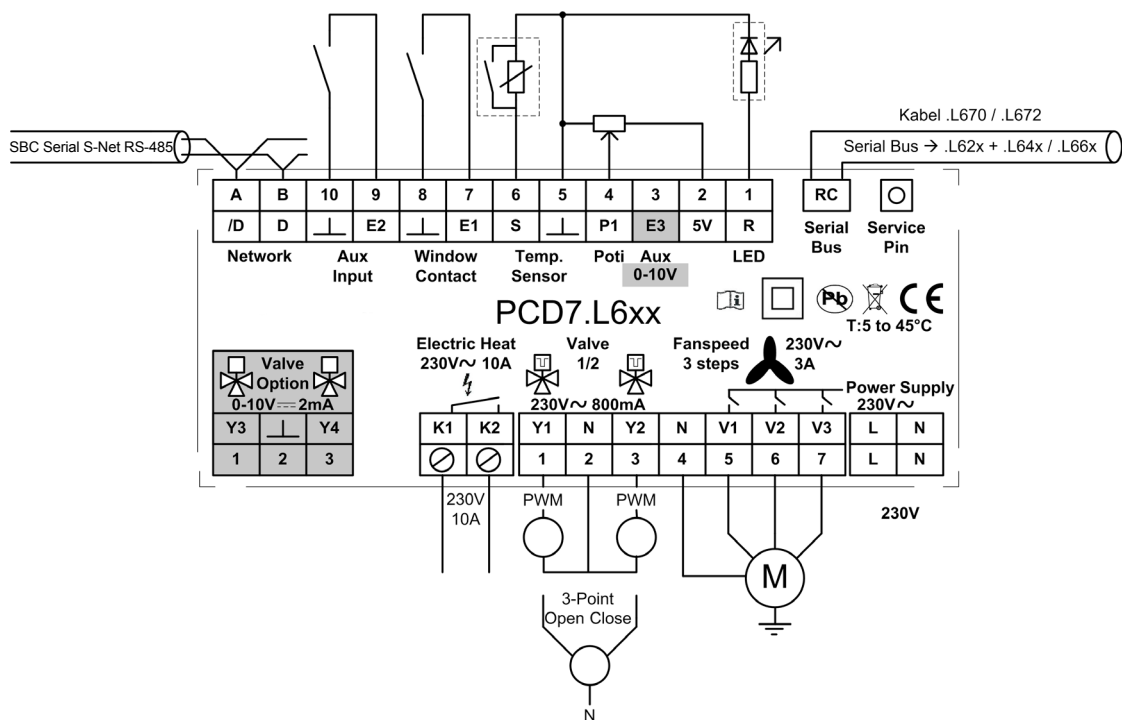 Kabel .L670 / .L672
SBC Serial S-Net RS-485
Serial Bus → .L62x + .L64x / .L66x
A B 10 9 8 7 6 5 4 3 2 1 RC
/D D ⊥ E2 ⊥ E1 S ⊥ P1 E3 5V R
Serial Bus
Service Pin
Network
Aux Input
Window Contact
Temp. Sensor
Poti
Aux
0-10V
LED
PCD7.L6xx
i
Pb
CE
T:5 to 45°C
Electric Heat
230V~ 10A
Valve
1/2
230V~ 800mA
Fanspeed
3 steps
230V~
3A
Power Supply
230V~
Valve
Option
0-10V⎓2mA
Y3 ⊥ Y4
1 2 3
K1 K2 Y1 N Y2 N V1 V2 V3 L N
1 2 3 4 5 6 7 L N
230V
10A
PWM PWM
230V
M
3-Point
Open Close
N